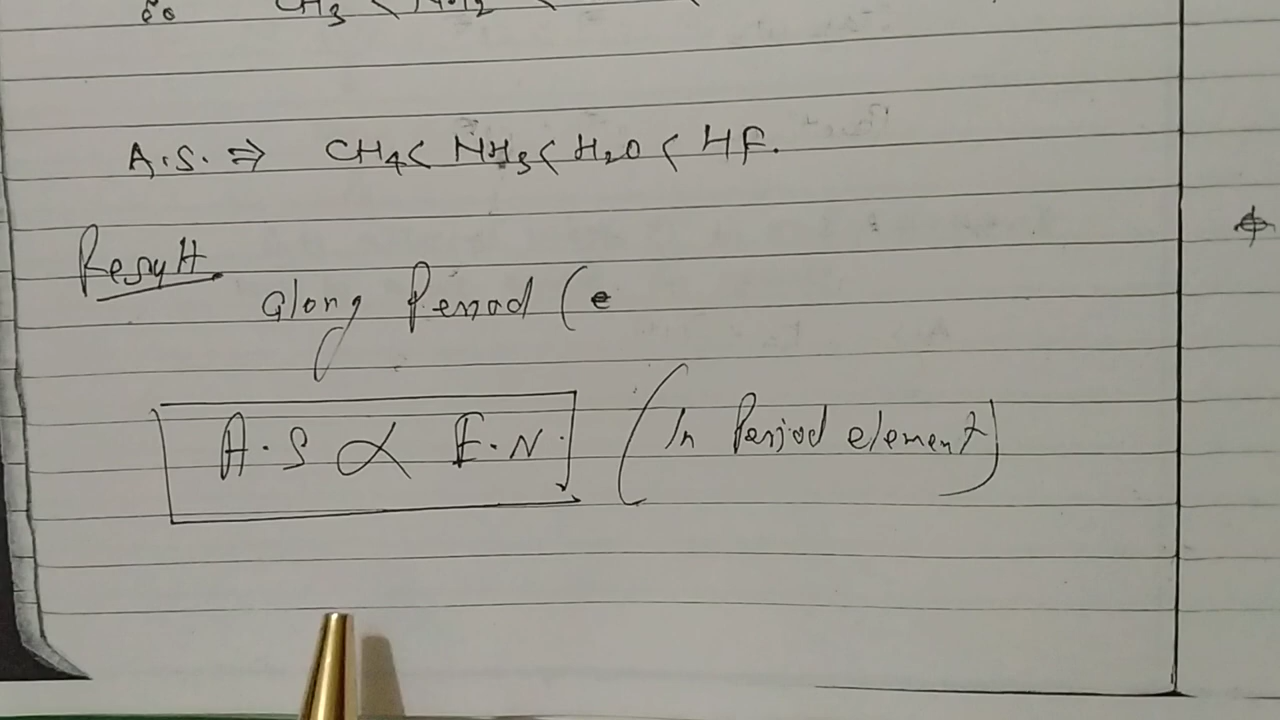 A.S. ⇒ CH4 < NH3 < H2O < HF.
Result
along Period (e
A.S ∝ E.N. (In Period element)